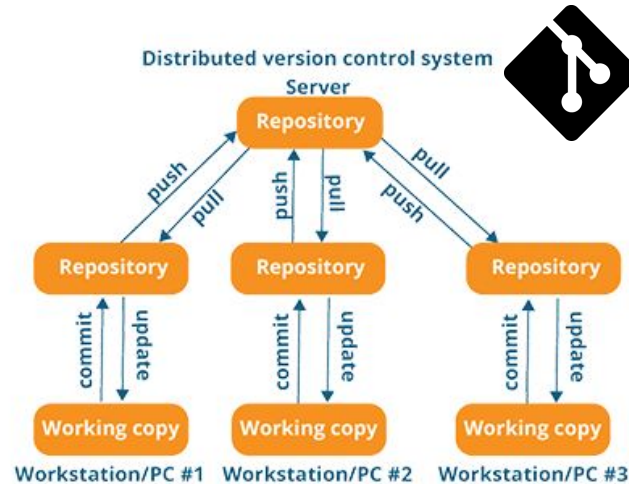 Distributed version control system
Server
Repository
push
pull
push
pull
push
pull
Repository
Repository
Repository
commit
update
commit
update
commit
update
Working copy
Working copy
Working copy
Workstation/PC #1
Workstation/PC #2
Workstation/PC #3